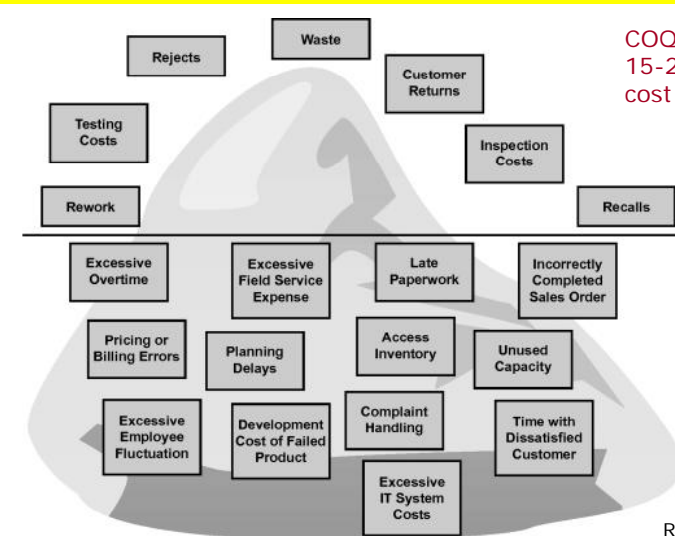 Waste
Rejects
COQ
15-2
cost
Customer
Returns
Testing
Costs
Inspection
Costs
Rework
Recalls
Excessive
Overtime
Excessive
Field Service
Expense
Late
Paperwork
Incorrectly
Completed
Sales Order
Pricing or
Billing Errors
Planning
Delays
Access
Inventory
Unused
Capacity
Excessive
Employee
Fluctuation
Development
Cost of Failed
Product
Complaint
Handling
Time with
Dissatisfied
Customer
Excessive
IT System
Costs
R